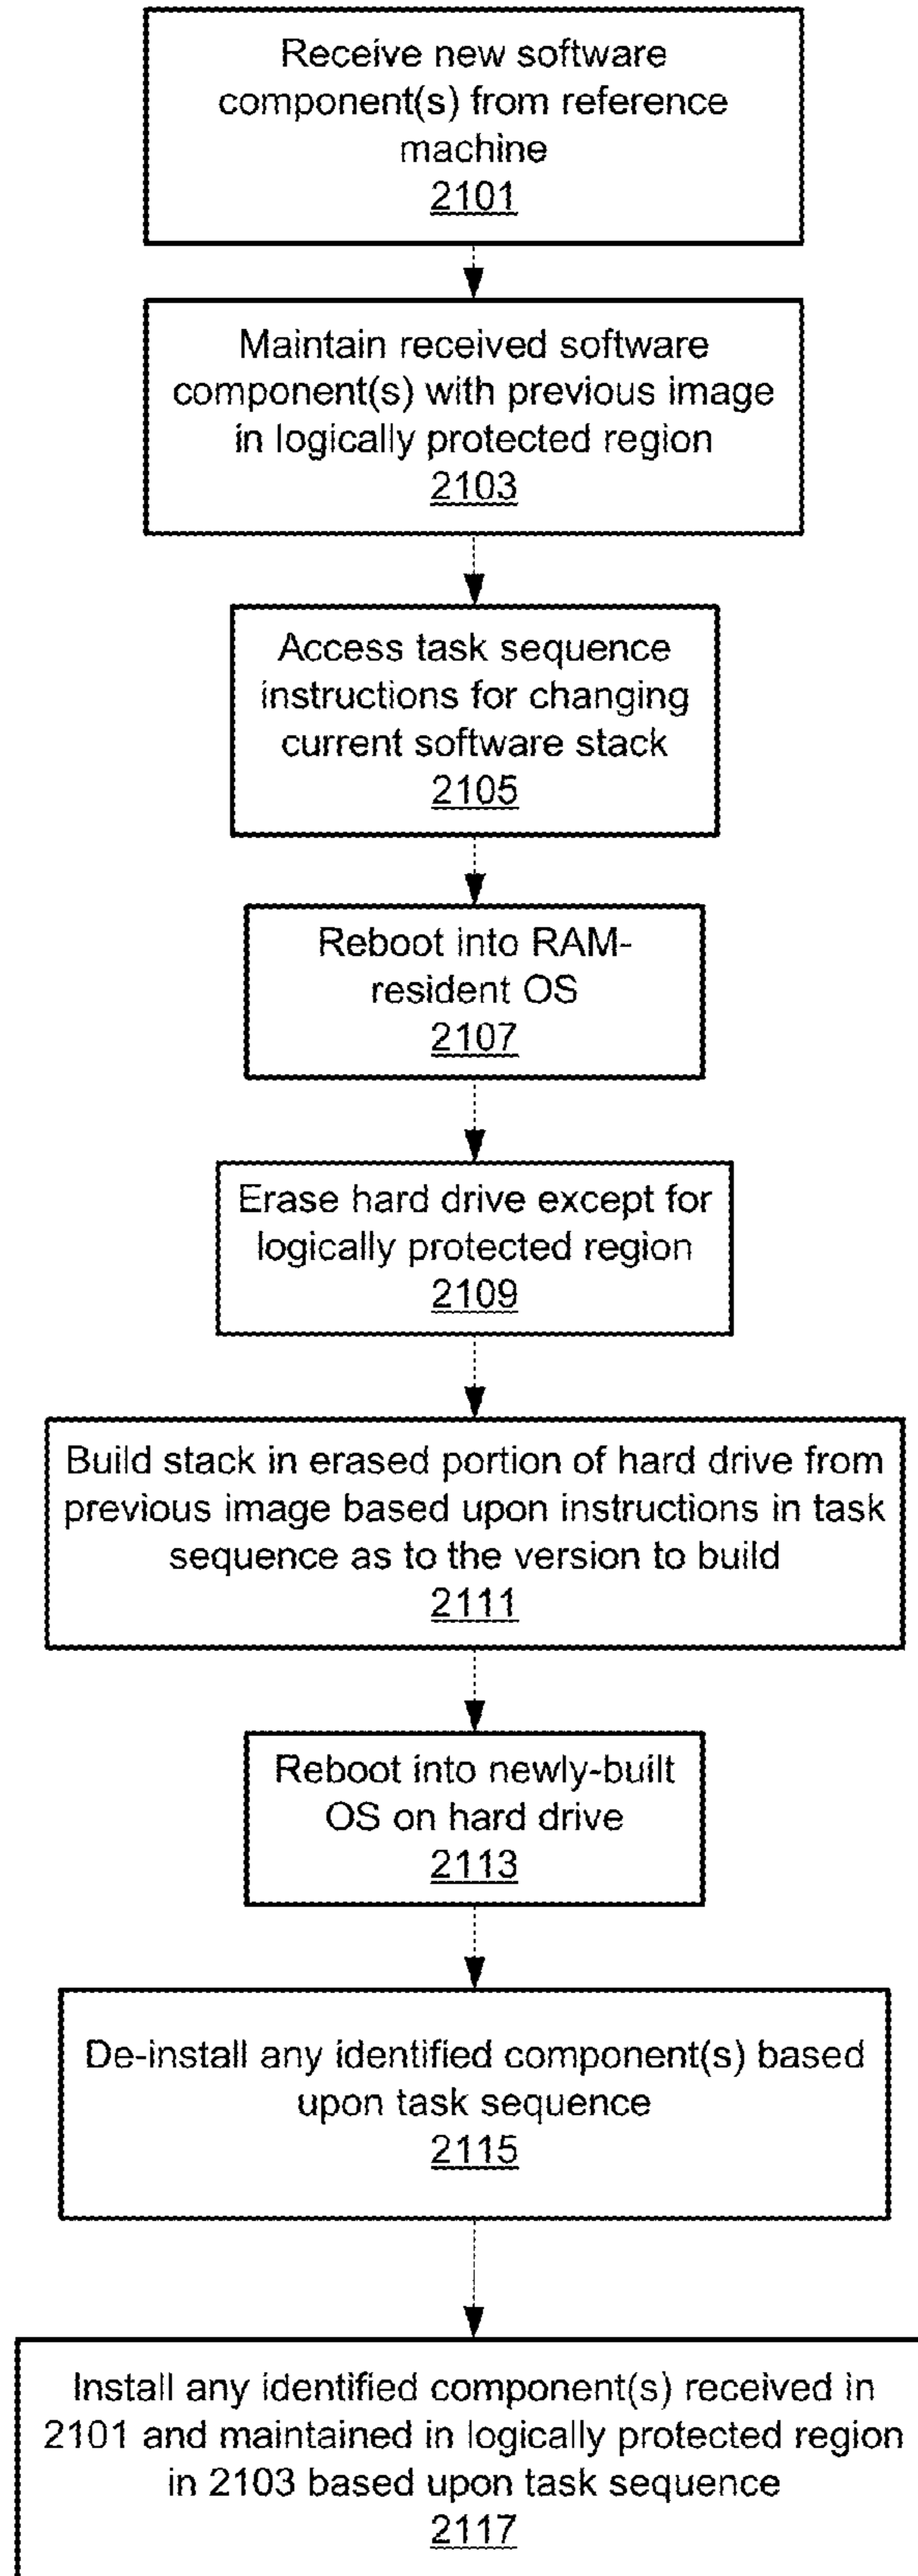 Receive new software
component(s) from reference
machine
2101
Maintain received software
component(s) with previous image
in logically protected region
2103
Access task sequence
instructions for changing
current software stack
2105
Reboot into RAM-
resident OS
2107
Erase hard drive except for
logically protected region
2109
Build stack in erased portion of hard drive from
previous image based upon instructions in task
sequence as to the version to build
2111
Reboot into newly-built
OS on hard drive
2113
De-install any identified component(s) based
upon task sequence
2115
Install any identified component(s) received in
2101 and maintained in logically protected region
in 2103 based upon task sequence
2117